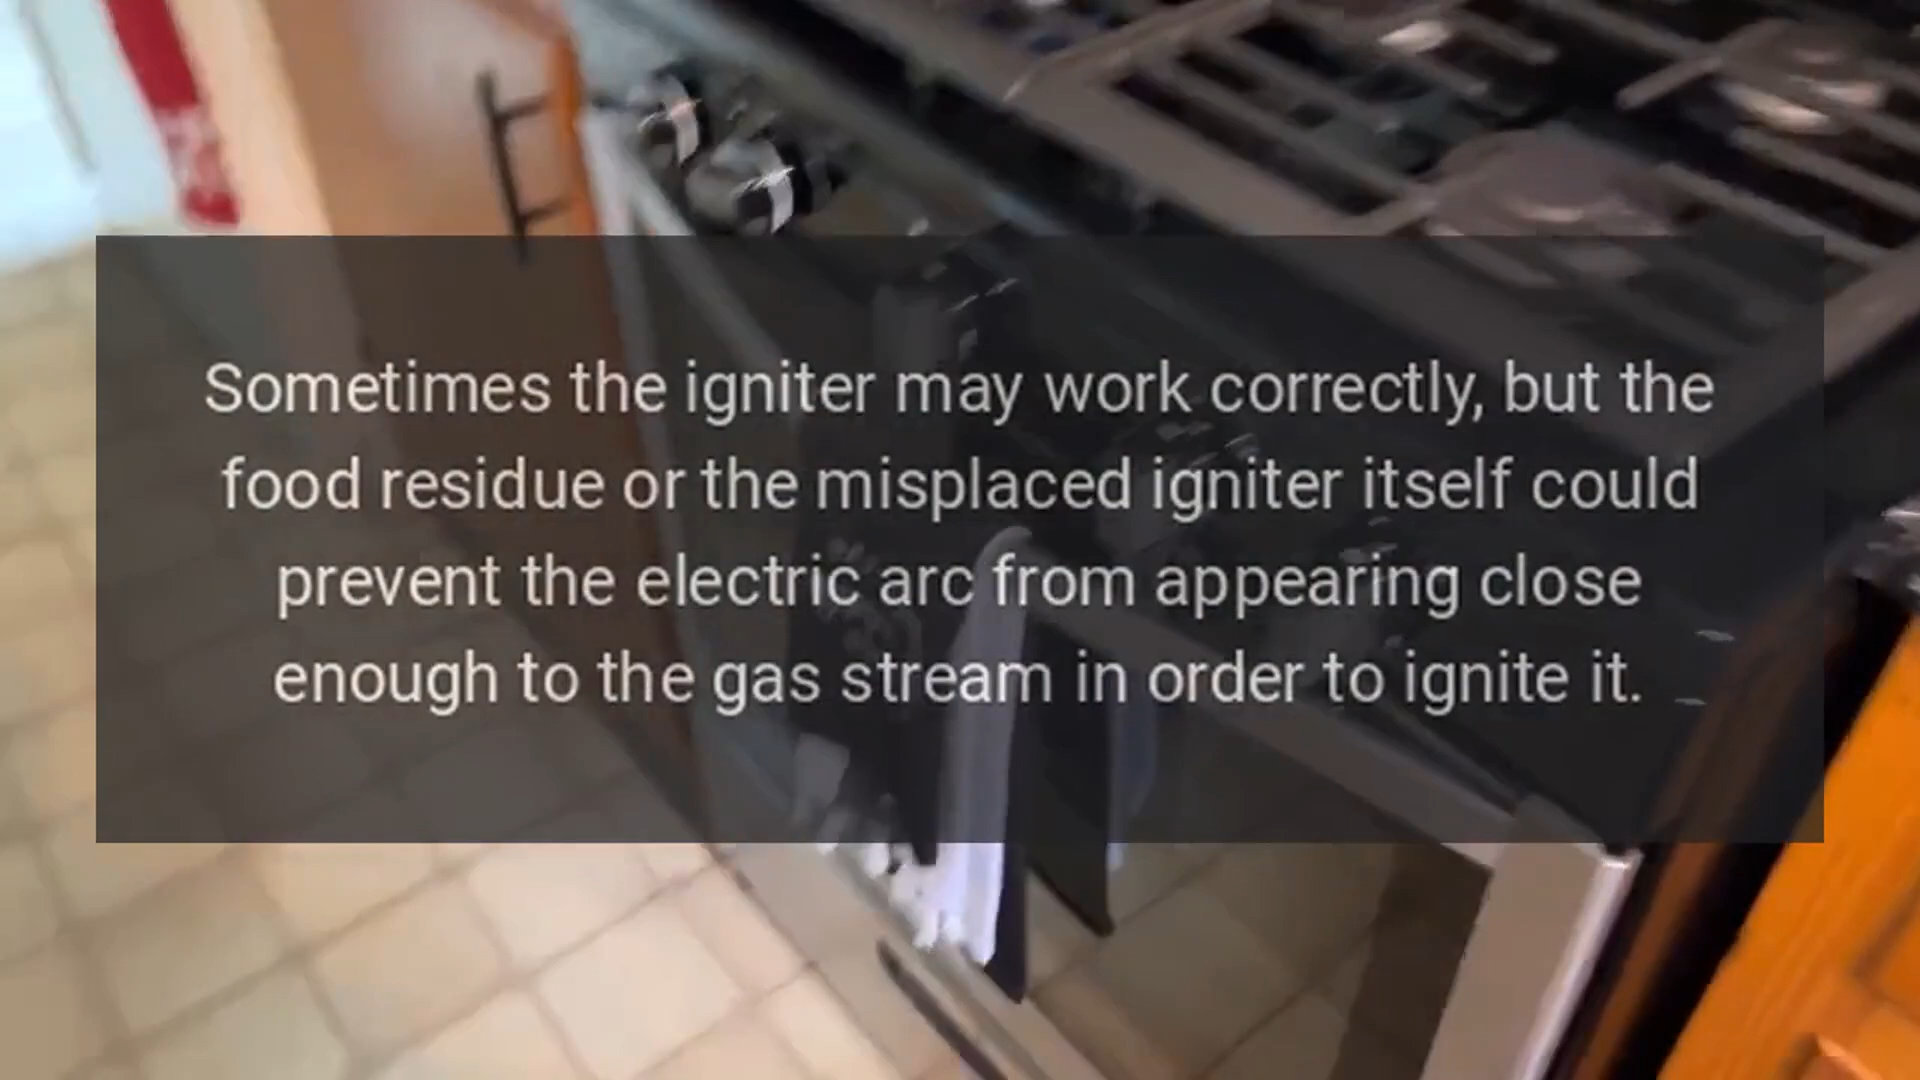 Sometimes the igniter may work correctly, but the
food residue or the misplaced igniter itself could
prevent the electric arc from appearing close
enough to the gas stream in order to ignite it.